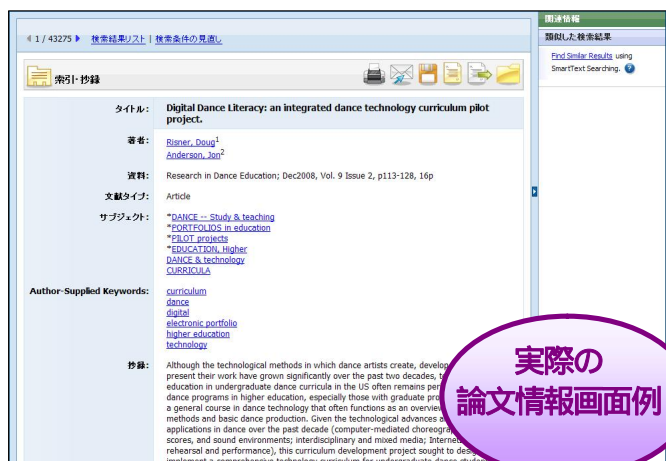 関連情報
1 / 43275 検索結果リスト | 検索条件の見直し
類似した検索結果
Find Similar Results using
SmartText Searching.
索引・抄録
タイトル: Digital Dance Literacy: an integrated dance technology curriculum pilot
project.
著者: Risner, Doug1
Anderson, Jon2
資料: Research in Dance Education; Dec2008, Vol. 9 Issue 2, p113-128, 16p
文献タイプ: Article
サブジェクト: *DANCE -- Study & teaching
*PORTFOLIOS in education
*PILOT projects
*EDUCATION, Higher
DANCE & technology
CURRICULA
Author-Supplied Keywords: curriculum
dance
digital
electronic portfolio
higher education
technology
抄録: Although the technological methods in which dance artists create, develop
present their work have grown significantly over the past two decades,
education in undergraduate dance curricula in the US often remains
dance programs in higher education, especially those with graduate
a general course in dance technology that often functions as an overview
methods and basic dance production. Given the technological advances
applications in dance over the past decade (computer-mediated
scores, and sound environments; interdisciplinary and mixed media;
rehearsal and performance), this curriculum development project sought to
実際の
論文情報画面例